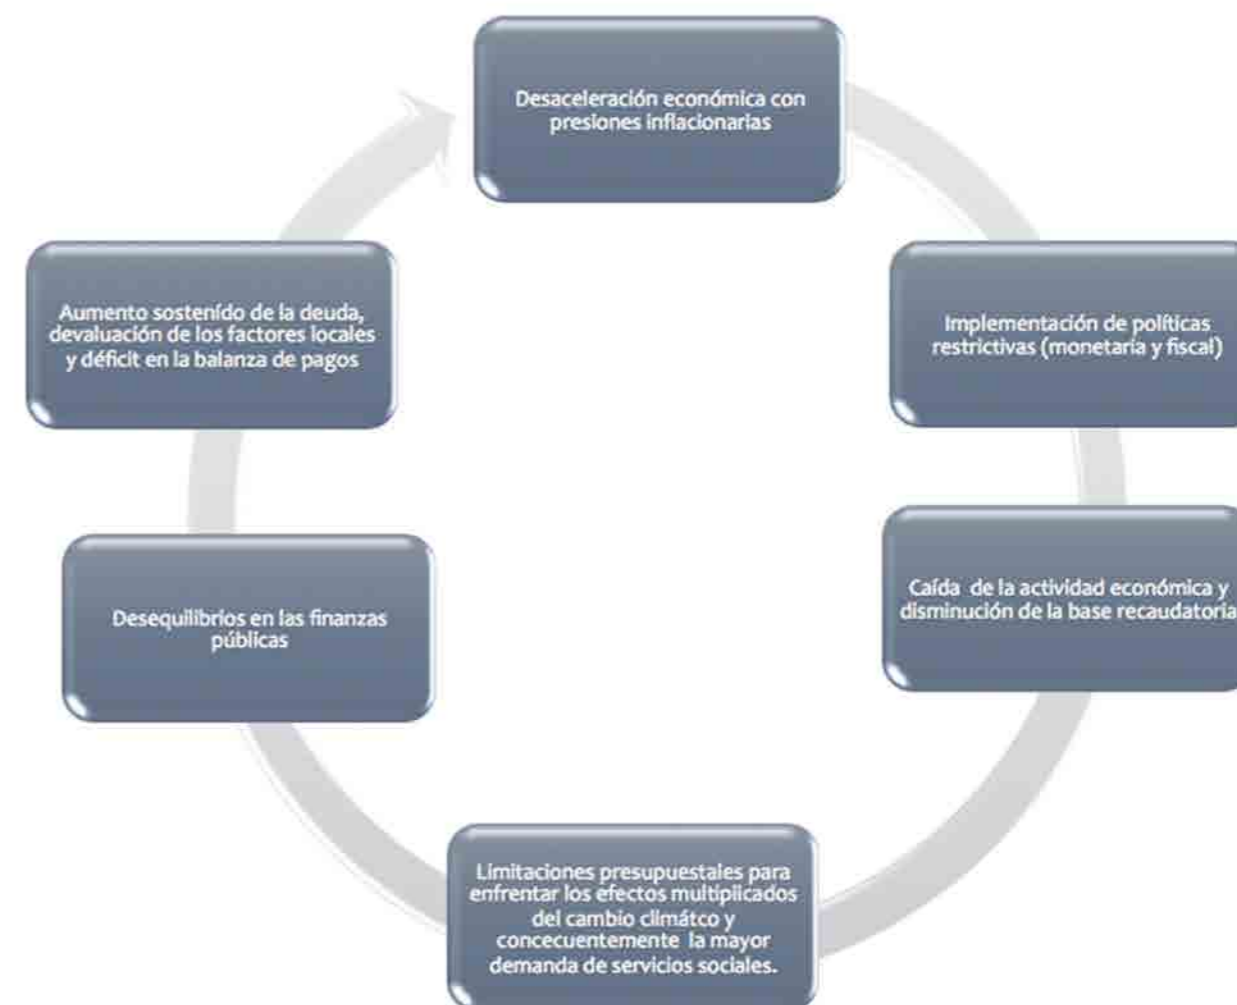 Desaceleración económica con
presiones inflacionarias
Implementación de políticas
restrictivas (monetaria y fiscal)
Caída de la actividad económica y
disminución de la base recaudatoria
Limitaciones presupuestales para
enfrentar los efectos multiplicados
del cambio climátco y
concecuentemente la mayor
demanda de servicios sociales.
Desequilibrios en las finanzas
públicas
Aumento sostenído de la deuda,
devaluación de los factores locales
y déficit en la balanza de pagos